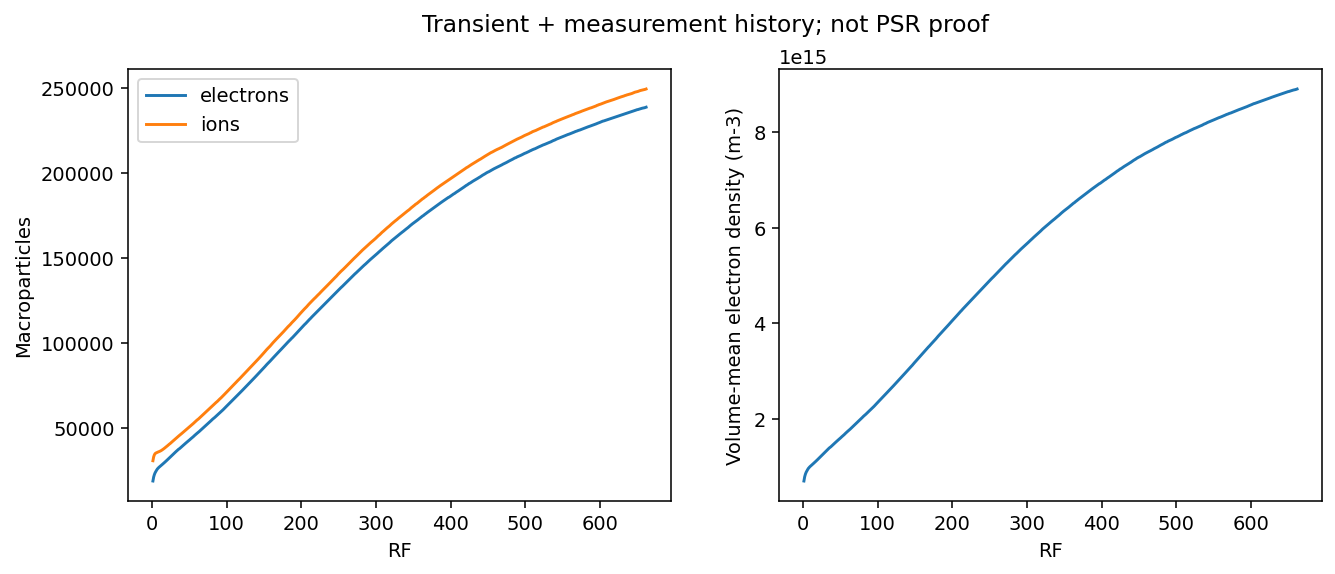 Transient + measurement history; not PSR proof
Macroparticles
250000
200000
150000
100000
50000
electrons
ions
0 100 200 300 400 500 600
RF
1e15
Volume-mean electron density (m-3)
8
6
4
2
0 100 200 300 400 500 600
RF